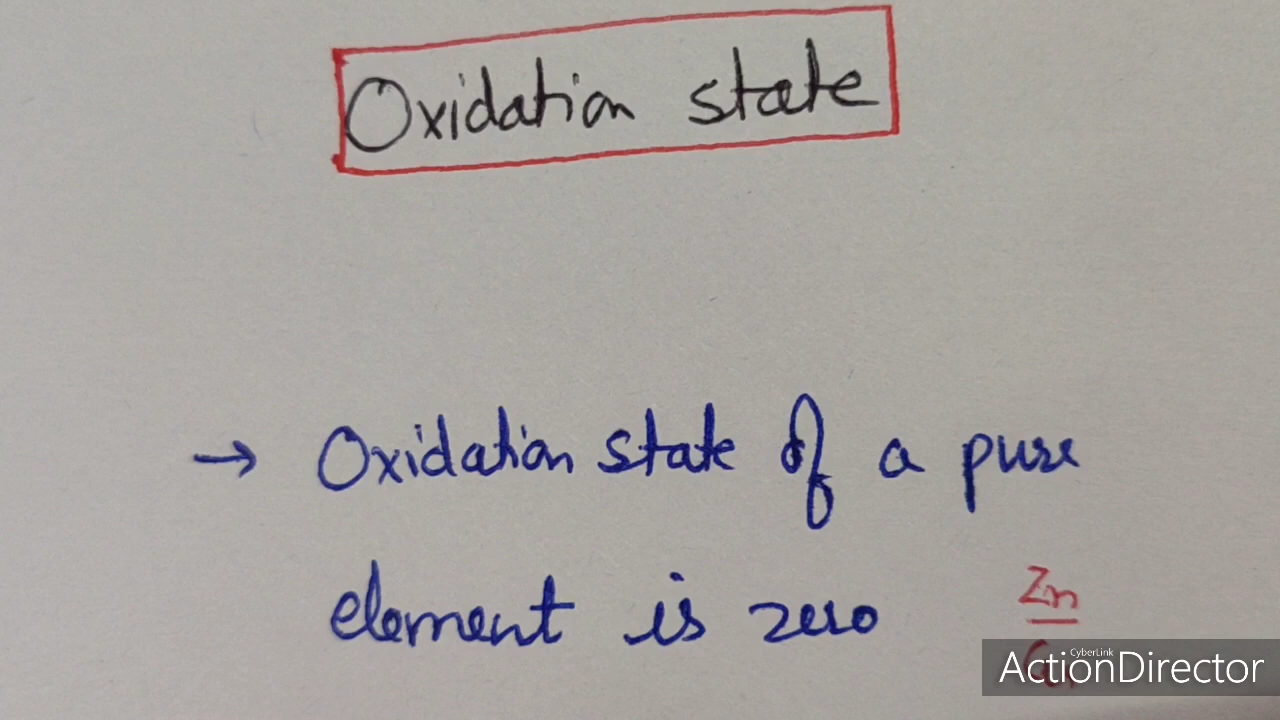 Oxidation state
→ Oxidation state of a pure
element is zero
Zn
CyberLink
ActionDirector